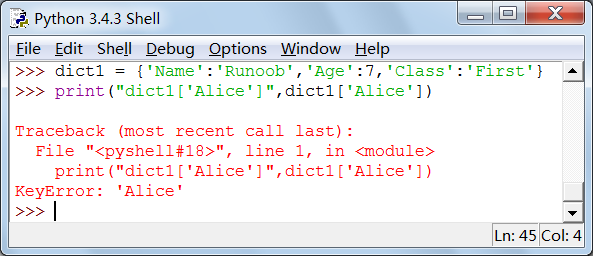 Python 3.4.3 Shell
File Edit Shell Debug Options Window Help
>>> dict1 = {'Name':'Runoob','Age':7,'Class':'First'}
>>> print("dict1['Alice']",dict1['Alice'])
Traceback (most recent call last):
  File "<pyshell#18>", line 1, in <module>
    print("dict1['Alice']",dict1['Alice'])
KeyError: 'Alice'
>>>
Ln: 45 Col: 4